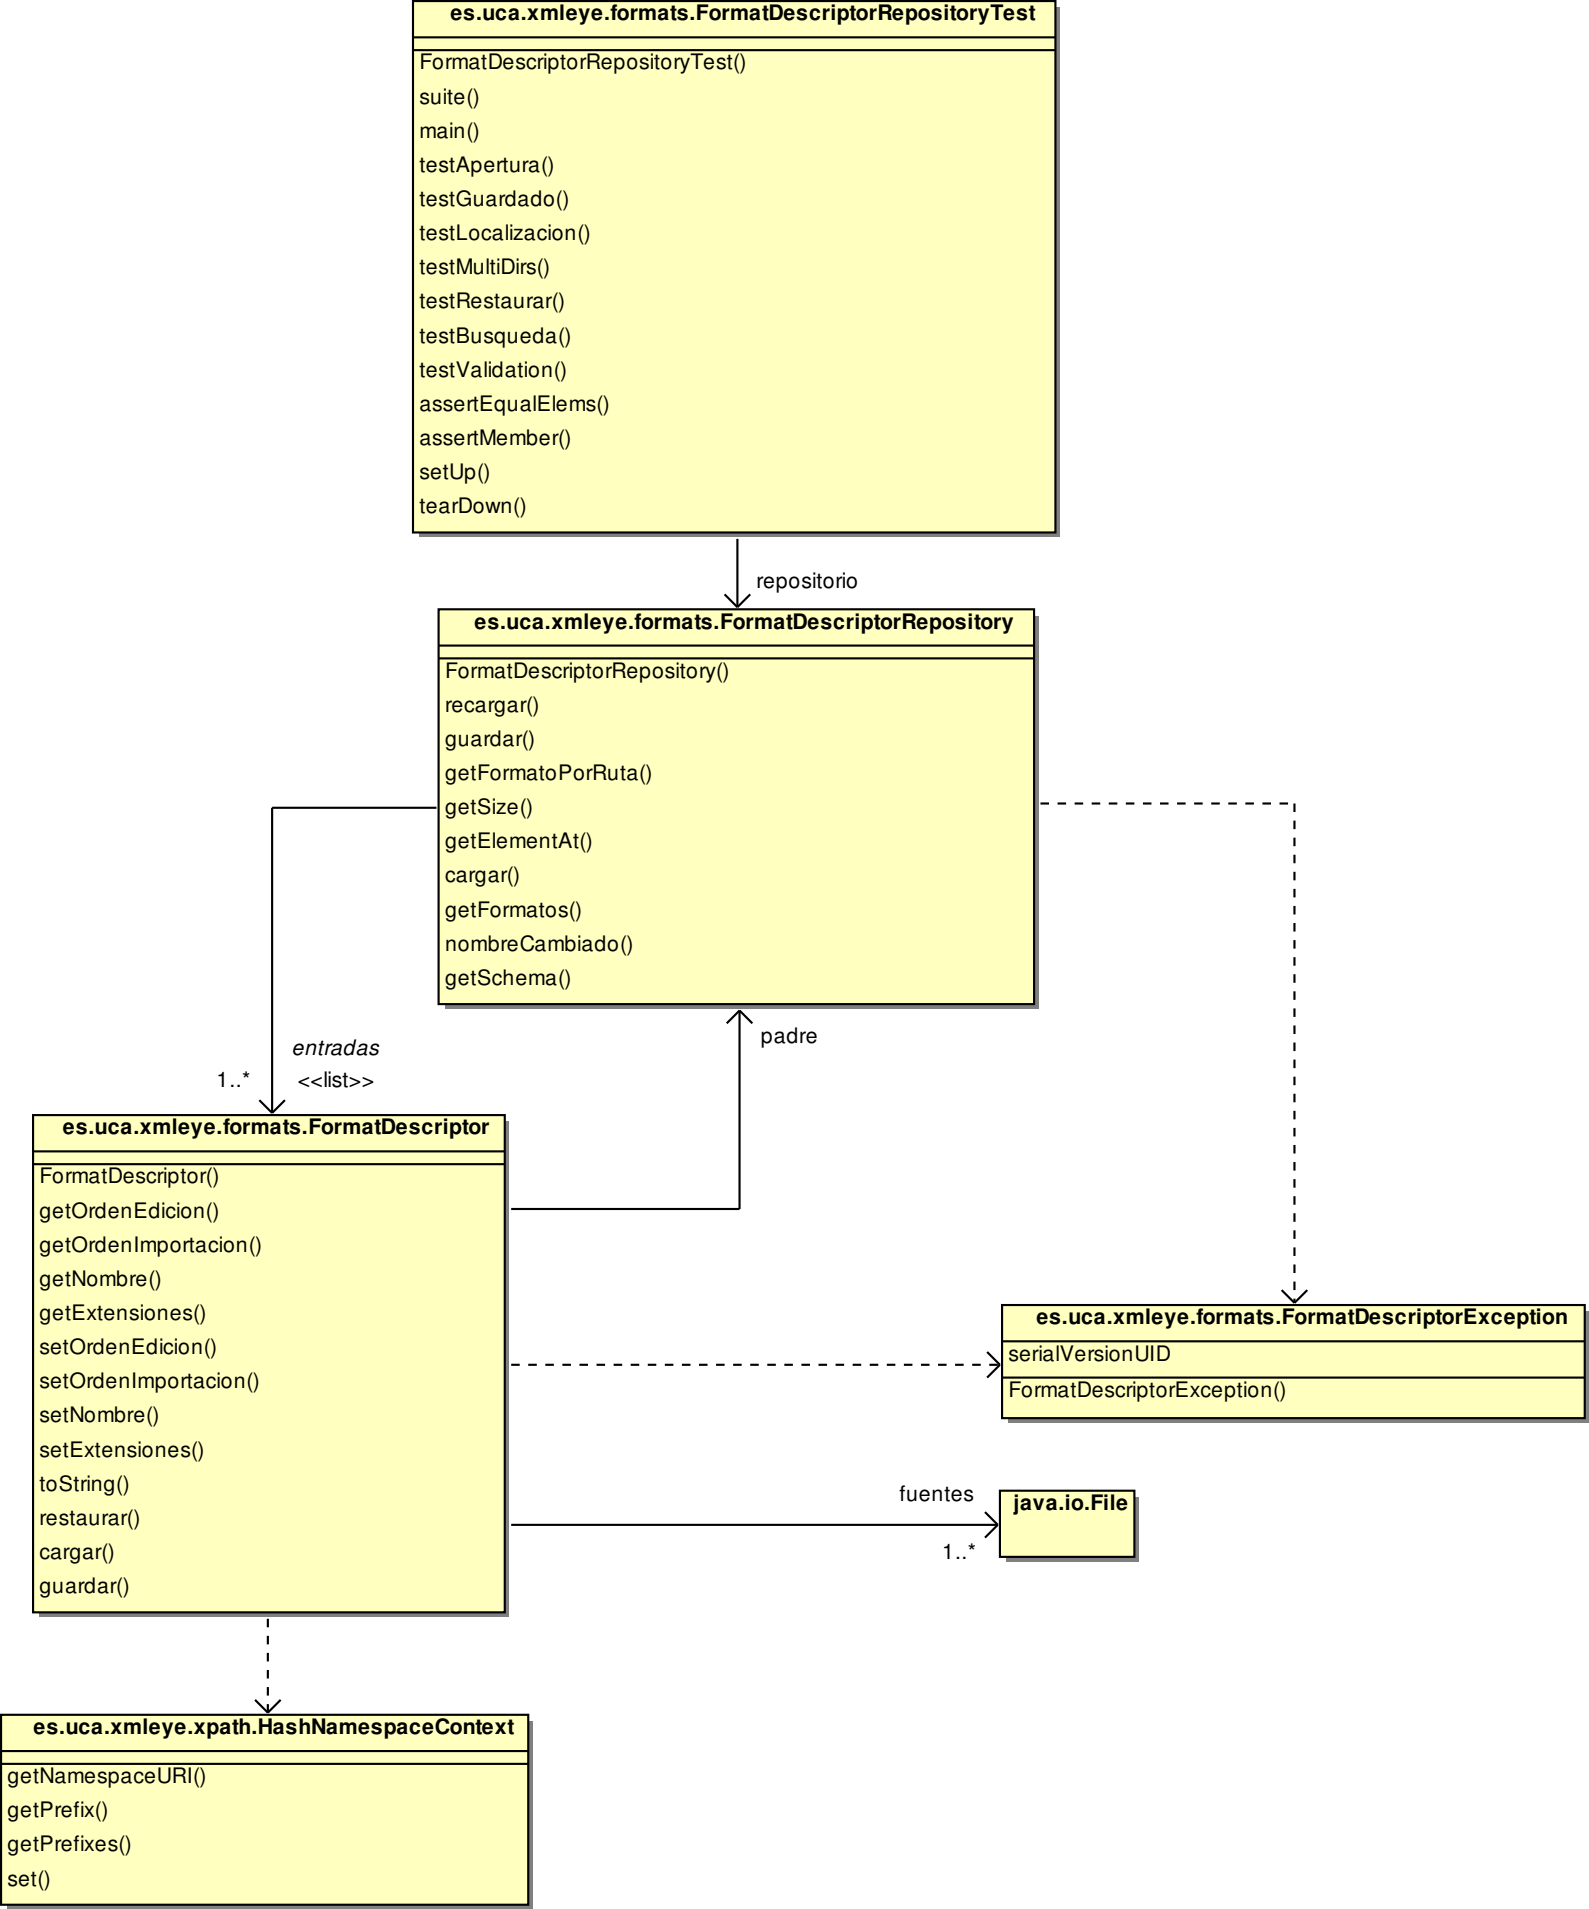 es.uca.xmleye.formats.FormatDescriptorRepositoryTest
FormatDescriptorRepositoryTest()
suite()
main()
testApertura()
testGuardado()
testLocalizacion()
testMultiDirs()
testRestaurar()
testBusqueda()
testValidation()
assertEqualElems()
assertMember()
setUp()
tearDown()
repositorio
es.uca.xmleye.formats.FormatDescriptorRepository
FormatDescriptorRepository()
recargar()
guardar()
getFormatoPorRuta()
getSize()
getElementAt()
cargar()
getFormatos()
nombreCambiado()
getSchema()
padre
entradas
1..* <<list>>
es.uca.xmleye.formats.FormatDescriptor
FormatDescriptor()
getOrdenEdicion()
getOrdenImportacion()
getNombre()
getExtensiones()
setOrdenEdicion()
setOrdenImportacion()
setNombre()
setExtensiones()
toString()
restaurar()
cargar()
guardar()
es.uca.xmleye.formats.FormatDescriptorException
serialVersionUID
FormatDescriptorException()
fuentes
1..*
java.io.File
es.uca.xmleye.xpath.HashNamespaceContext
getNamespaceURI()
getPrefix()
getPrefixes()
set()